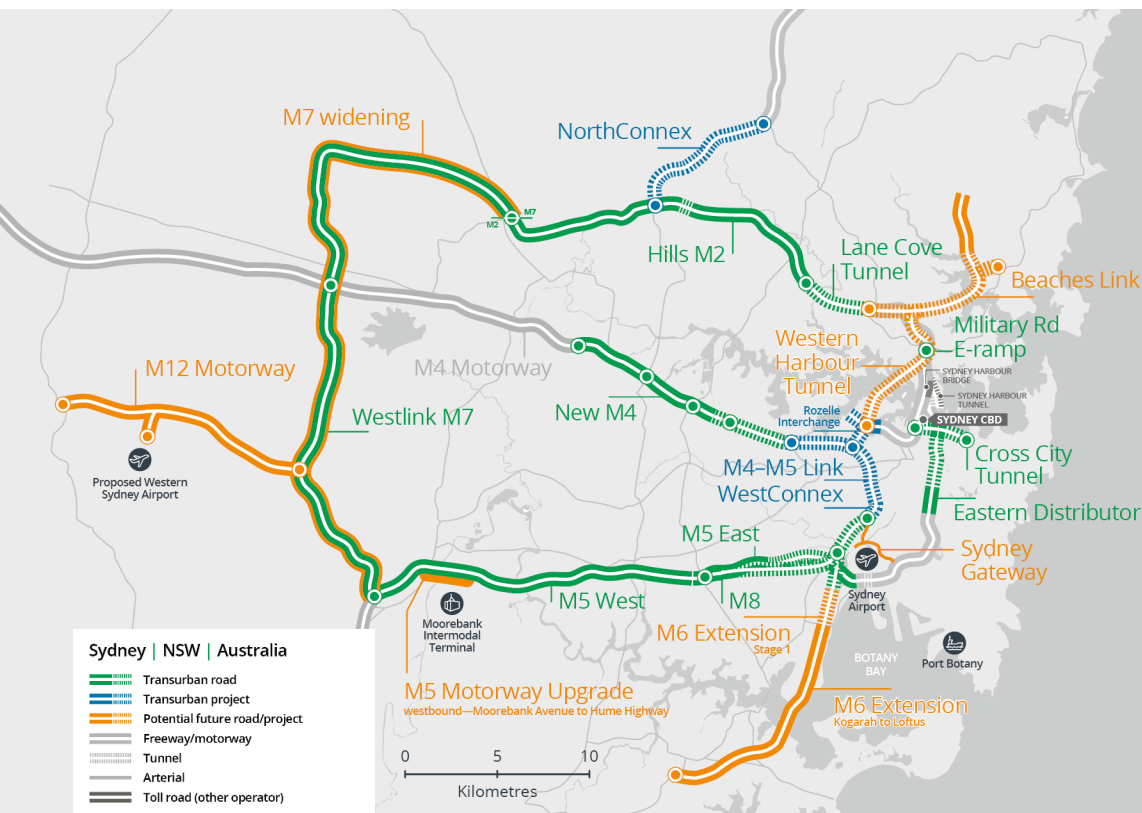 M7 widening
NorthConnex
M7
M2
Hills M2
Lane Cove
Tunnel
Beaches Link
Military Rd
E-ramp
Western
Harbour
Tunnel
SYDNEY HARBOUR
BRIDGE
SYDNEY HARBOUR
TUNNEL
M12 Motorway
M4 Motorway
Westlink M7
New M4
Rozelle
Interchange
SYDNEY CBD
Cross City
Tunnel
M4–M5 Link
WestConnex
Proposed Western
Sydney Airport
Eastern Distributor
M5 East
Sydney
Gateway
M5 West
M8
Sydney
Airport
Moorebank
Intermodal
Terminal
M6 Extension
Stage 1
BOTANY
BAY
Port Botany
M5 Motorway Upgrade
westbound—Moorebank Avenue to Hume Highway
M6 Extension
Kogarah to Loftus
Sydney | NSW | Australia
Transurban road
Transurban project
Potential future road/project
Freeway/motorway
Tunnel
Arterial
Toll road (other operator)
0 5 10
Kilometres